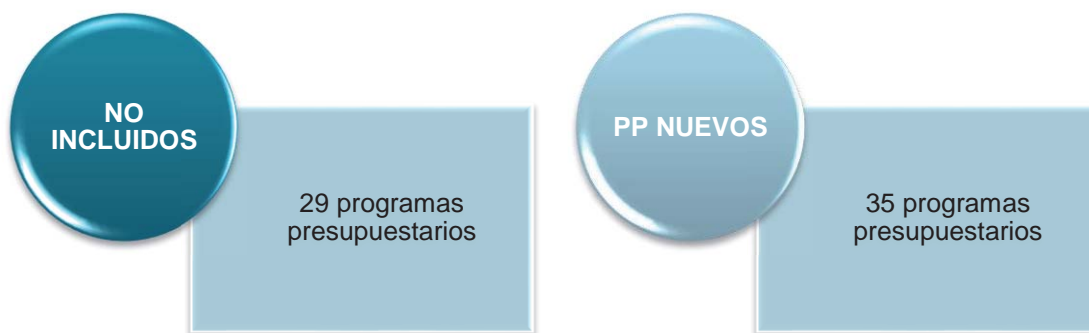 NO
INCLUIDOS
29 programas
presupuestarios
PP NUEVOS
35 programas
presupuestarios